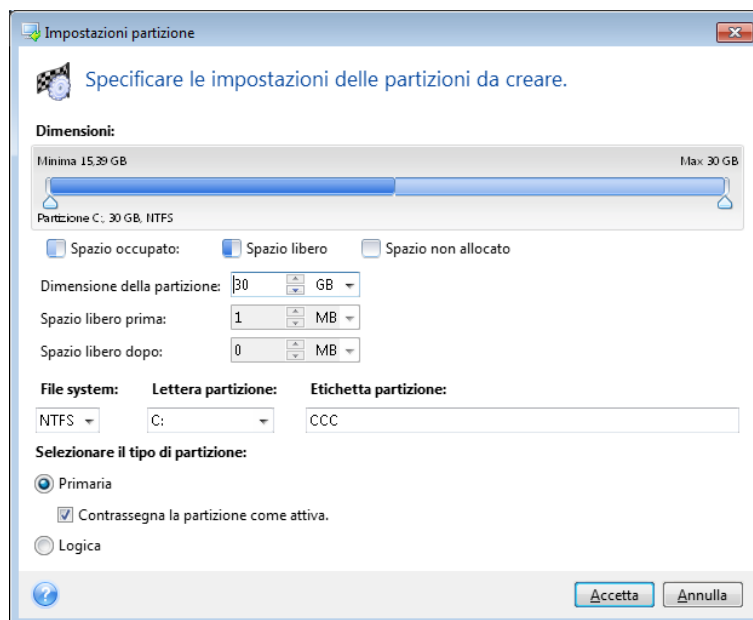 Impostazioni partizione
Specificare le impostazioni delle partizioni da creare.
Dimensioni:
Minima 15,39 GB Max 30 GB
Partizione C:, 30 GB, NTFS
Spazio occupato: Spazio libero Spazio non allocato
Dimensione della partizione: 30 GB
Spazio libero prima: 1 MB
Spazio libero dopo: 0 MB
File system: Lettera partizione: Etichetta partizione:
NTFS C: CCC
Selezionare il tipo di partizione:
Primaria
Contrassegna la partizione come attiva.
Logica
? Accetta Annulla